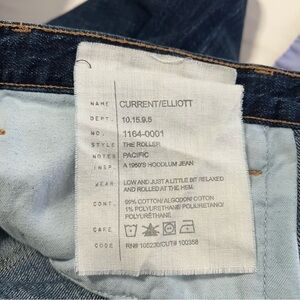 NAME CURRENT/ELLIOTT
DEPT. 10.15.9.5
NO. 1164-0001
STYLE THE ROLLER
NOTES PACIFIC
INSP. A 1950'S HOODLUM JEAN
WEAR LOW AND JUST A LITTLE BIT RELAXED
AND ROLLED AT THE HEM.
CONT. 99% COTTON/ALGODON/COTON
1% POLYURETHANE/POLIURETANO/
POLYURÉTHANE
CARE
CODE RN# 105230/CUT# 100358